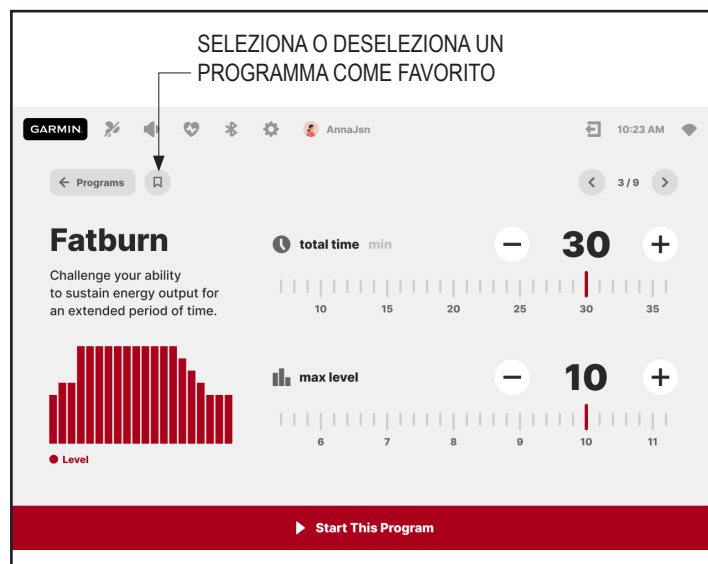 SELEZIONA O DESELEZIONA UN
PROGRAMMA COME FAVORITO
GARMIN.
AnnaJsn
10:23 AM
Programs
3 / 9
Fatburn
Challenge your ability
to sustain energy output for
an extended period of time.
Level
total time min
30
10 15 20 25 30 35
max level
10
6 7 8 9 10 11
Start This Program